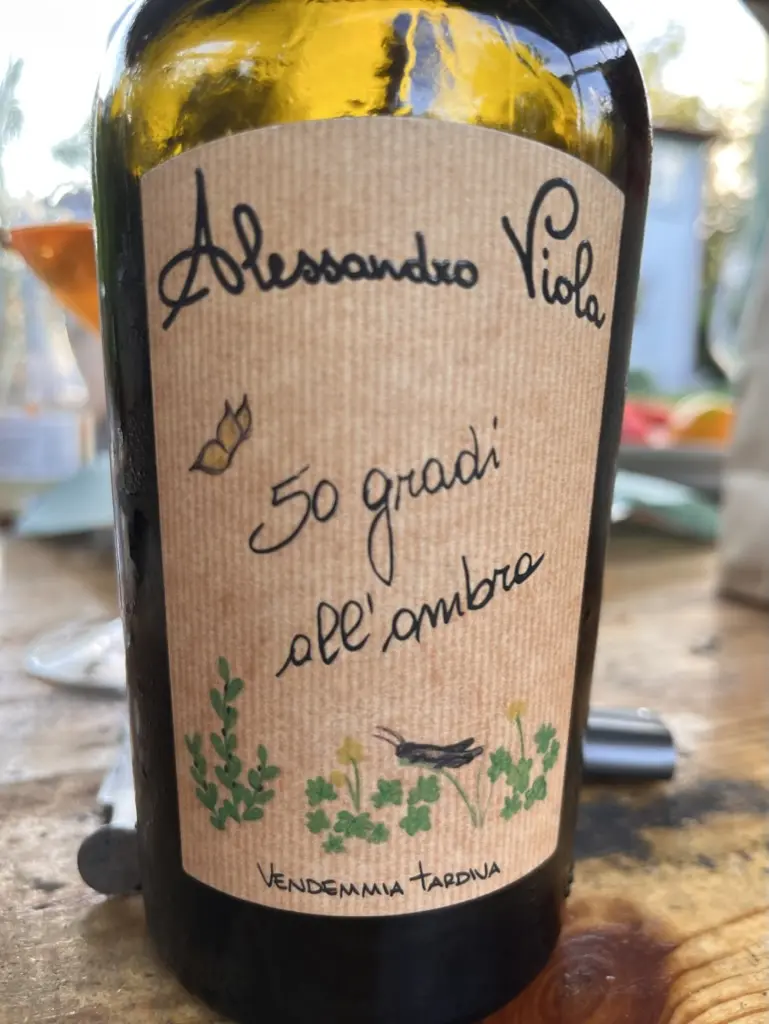 Alessandro Viola
50 gradi
all'ambra
VENDEMMIA TARDIVA